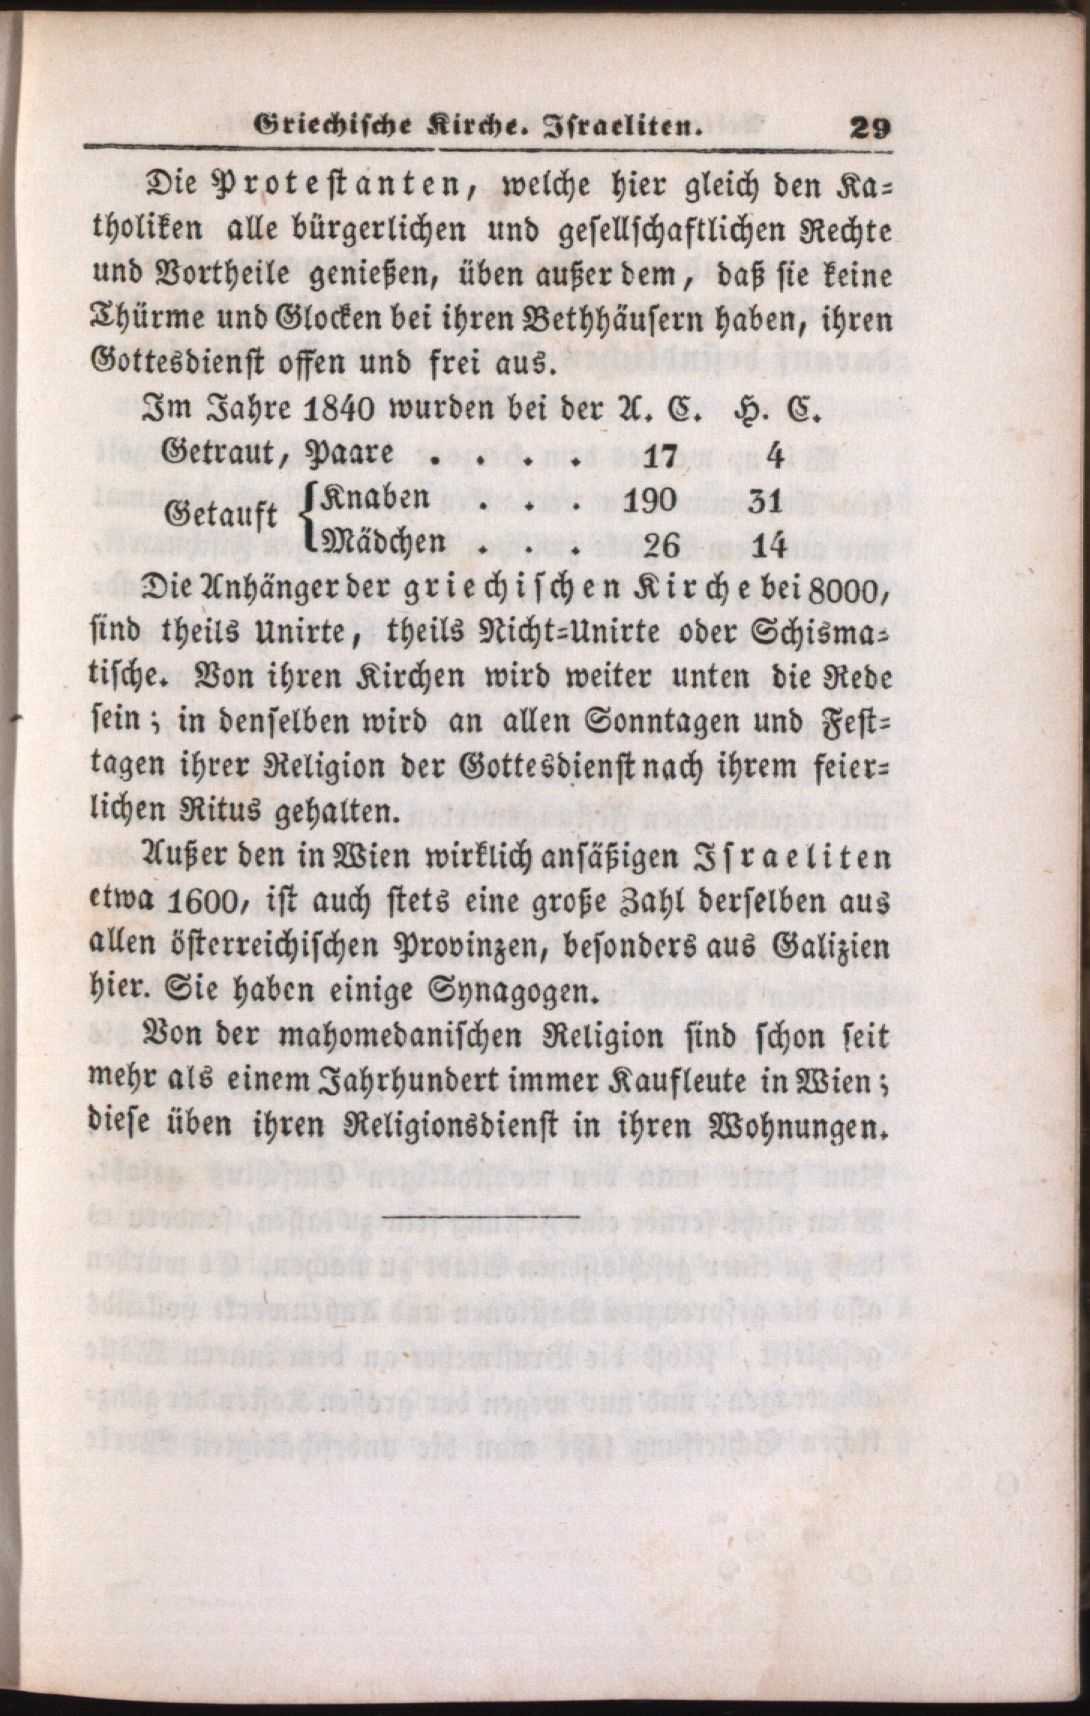 Griechische Kirche. Israeliten. 29
Die Protestanten, welche hier gleich den Ka-
tholiken alle bürgerlichen und gesellschaftlichen Rechte
und Vortheile genießen, üben außer dem, daß sie keine
Thürme und Glocken bei ihren Bethhäusern haben, ihren
Gottesdienst offen und frei aus.
Im Jahre 1840 wurden bei der A. C. H. C.
Getraut, Paare . . . . 17 4
Getauft { Knaben . . . 190 31
Mädchen . . . 26 14
Die Anhänger der griechischen Kirche bei 8000,
sind theils Unirte, theils Nicht-Unirte oder Schisma-
tische. Von ihren Kirchen wird weiter unten die Rede
sein; in denselben wird an allen Sonntagen und Fest-
tagen ihrer Religion der Gottesdienst nach ihrem feier-
lichen Ritus gehalten.
Außer den in Wien wirklich ansäßigen Israeliten
etwa 1600, ist auch stets eine große Zahl derselben aus
allen österreichischen Provinzen, besonders aus Galizien
hier. Sie haben einige Synagogen.
Von der mahomedanischen Religion sind schon seit
mehr als einem Jahrhundert immer Kaufleute in Wien;
diese üben ihren Religionsdienst in ihren Wohnungen.